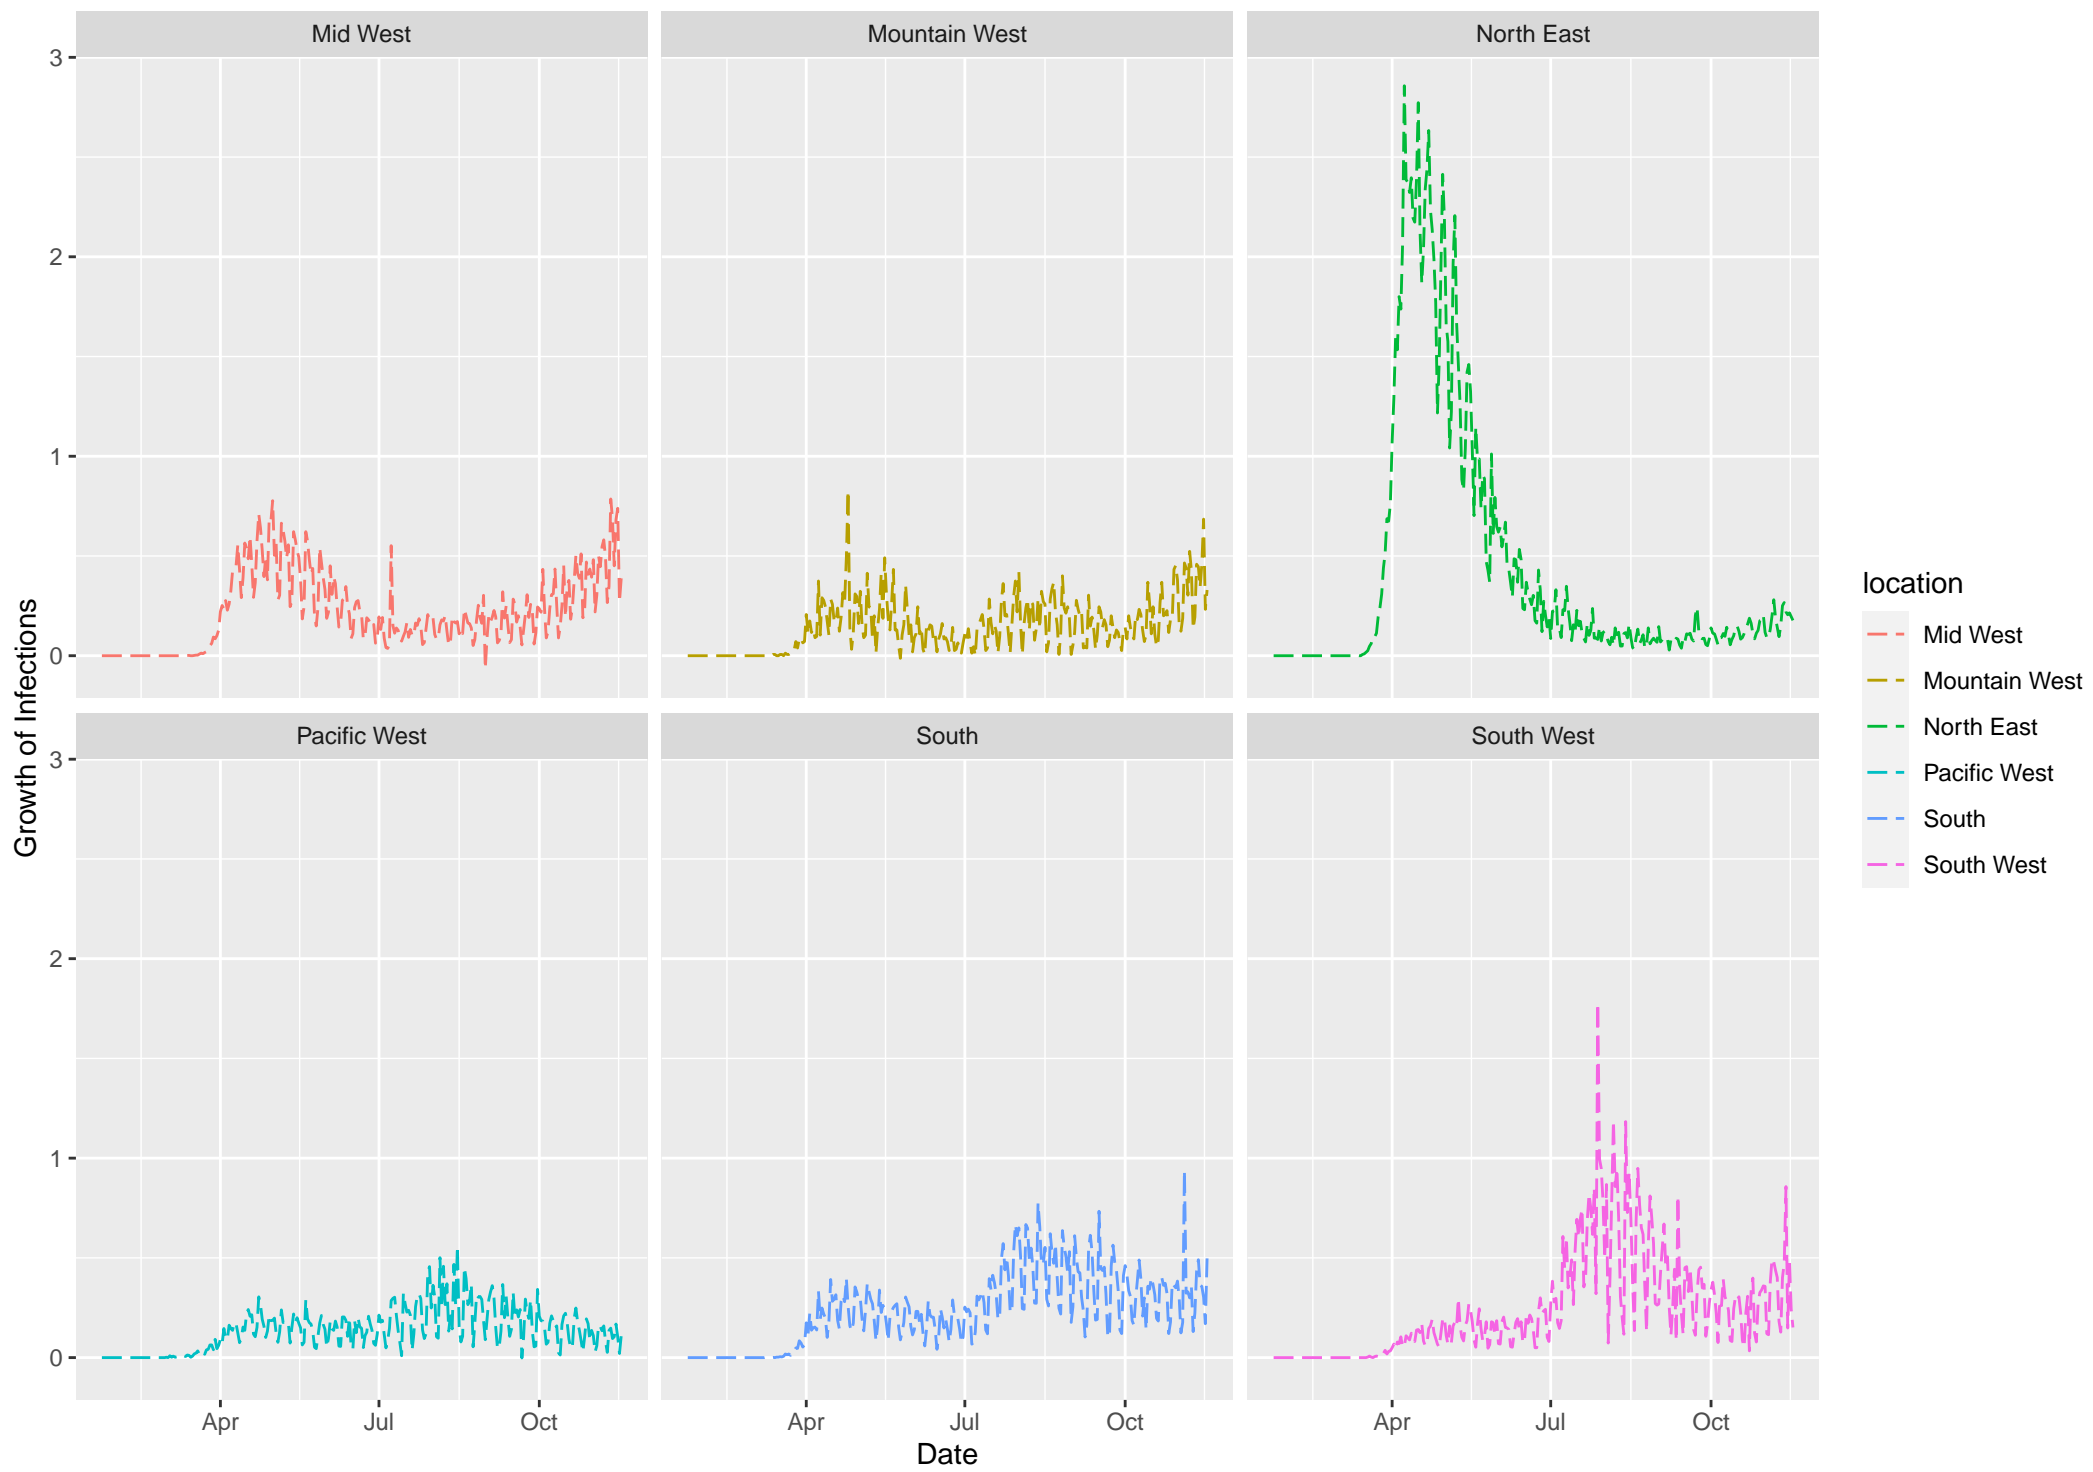 Mid West
Mountain West
North East
3
2
1
0
Pacific West
South
South West
3
2
1
0
Apr
Jul
Oct
Apr
Jul
Oct
Apr
Jul
Oct
Date
Growth of Infections
location
Mid West
Mountain West
North East
Pacific West
South
South West